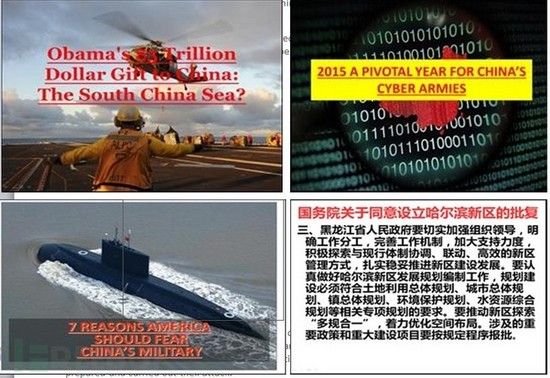 Obama's Trillion
Dollar Gift to China:
The South China Sea?
2015 A PIVOTAL YEAR FOR CHINA'S
CYBER ARMIES
7 REASONS AMERICA
SHOULD FEAR
CHINA'S MILITARY
国务院关于同意设立哈尔滨新区的批复
三、黑龙江省人民政府要切实加强组织领导，明
确工作分工，完善工作机制，加大支持力度，
积极探索与现行体制协调、联动、高效的新区
管理方式，扎实稳妥推进新区建设发展。要认
真做好哈尔滨新区发展规划编制工作，规划建
设必须符合土地利用总体规划、城市总体规
划、镇总体规划、环境保护规划、水资源综合
规划等相关专项规划的要求。要推动新区探索
“多规合一”，着力优化空间布局。涉及的重
要政策和重大建设项目要按规定程序报批。
prepared and carried out their